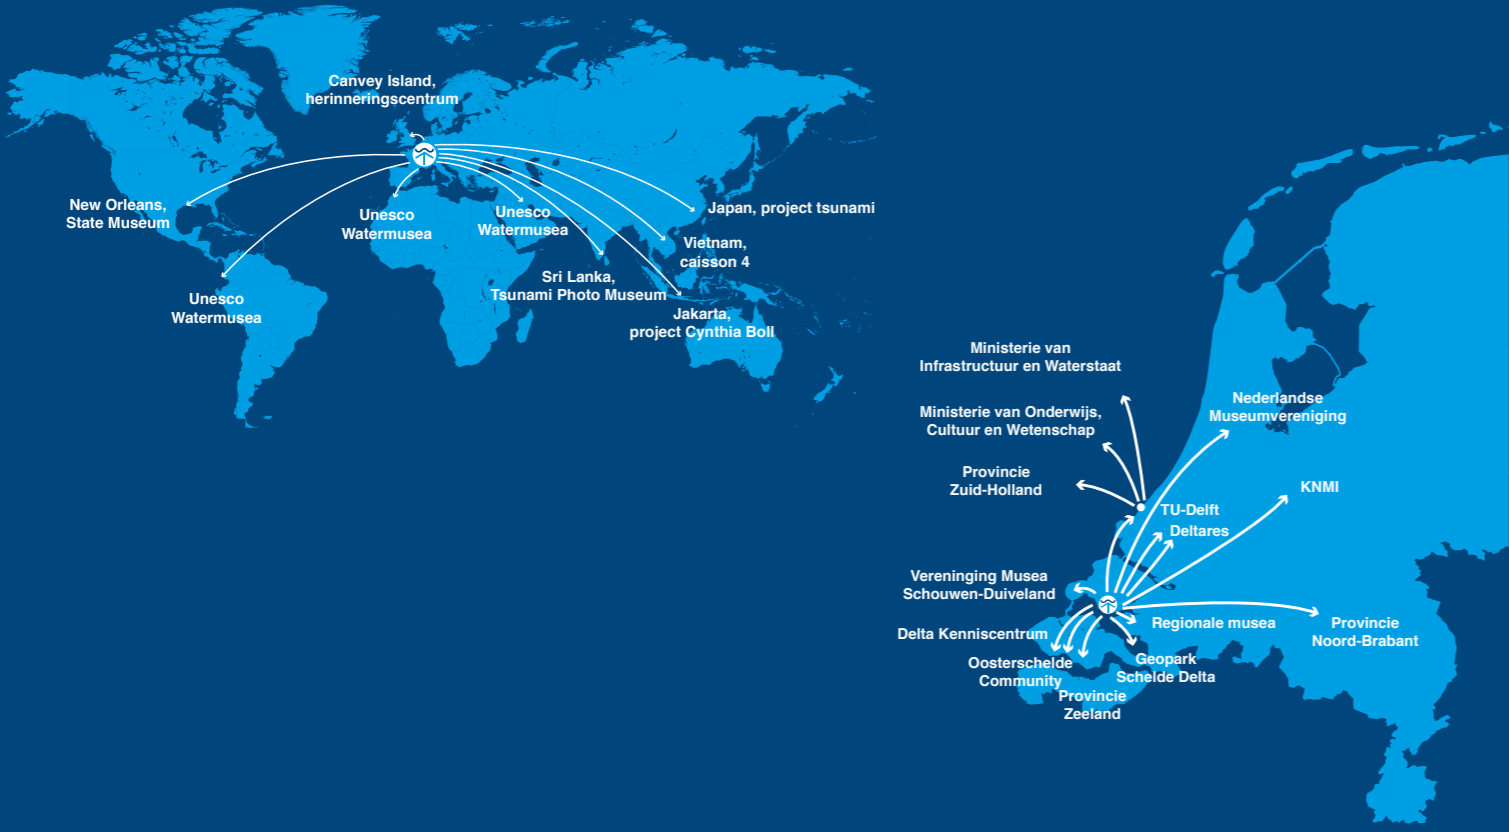 Canvey Island,
herinneringscentrum
New Orleans,
State Museum
Unesco
Watermusea
Unesco
Watermusea
Unesco
Watermusea
Japan, project tsunami
Vietnam,
caisson 4
Sri Lanka,
Tsunami Photo Museum
Jakarta,
project Cynthia Boll
Ministerie van
Infrastructuur en Waterstaat
Ministerie van Onderwijs,
Cultuur en Wetenschap
Provincie
Zuid-Holland
Nederlandse
Museumvereniging
KNMI
TU-Delft
Deltares
Vereninging Musea
Schouwen-Duiveland
Delta Kenniscentrum
Oosterschelde
Community
Provincie
Zeeland
Geopark
Schelde Delta
Regionale musea
Provincie
Noord-Brabant